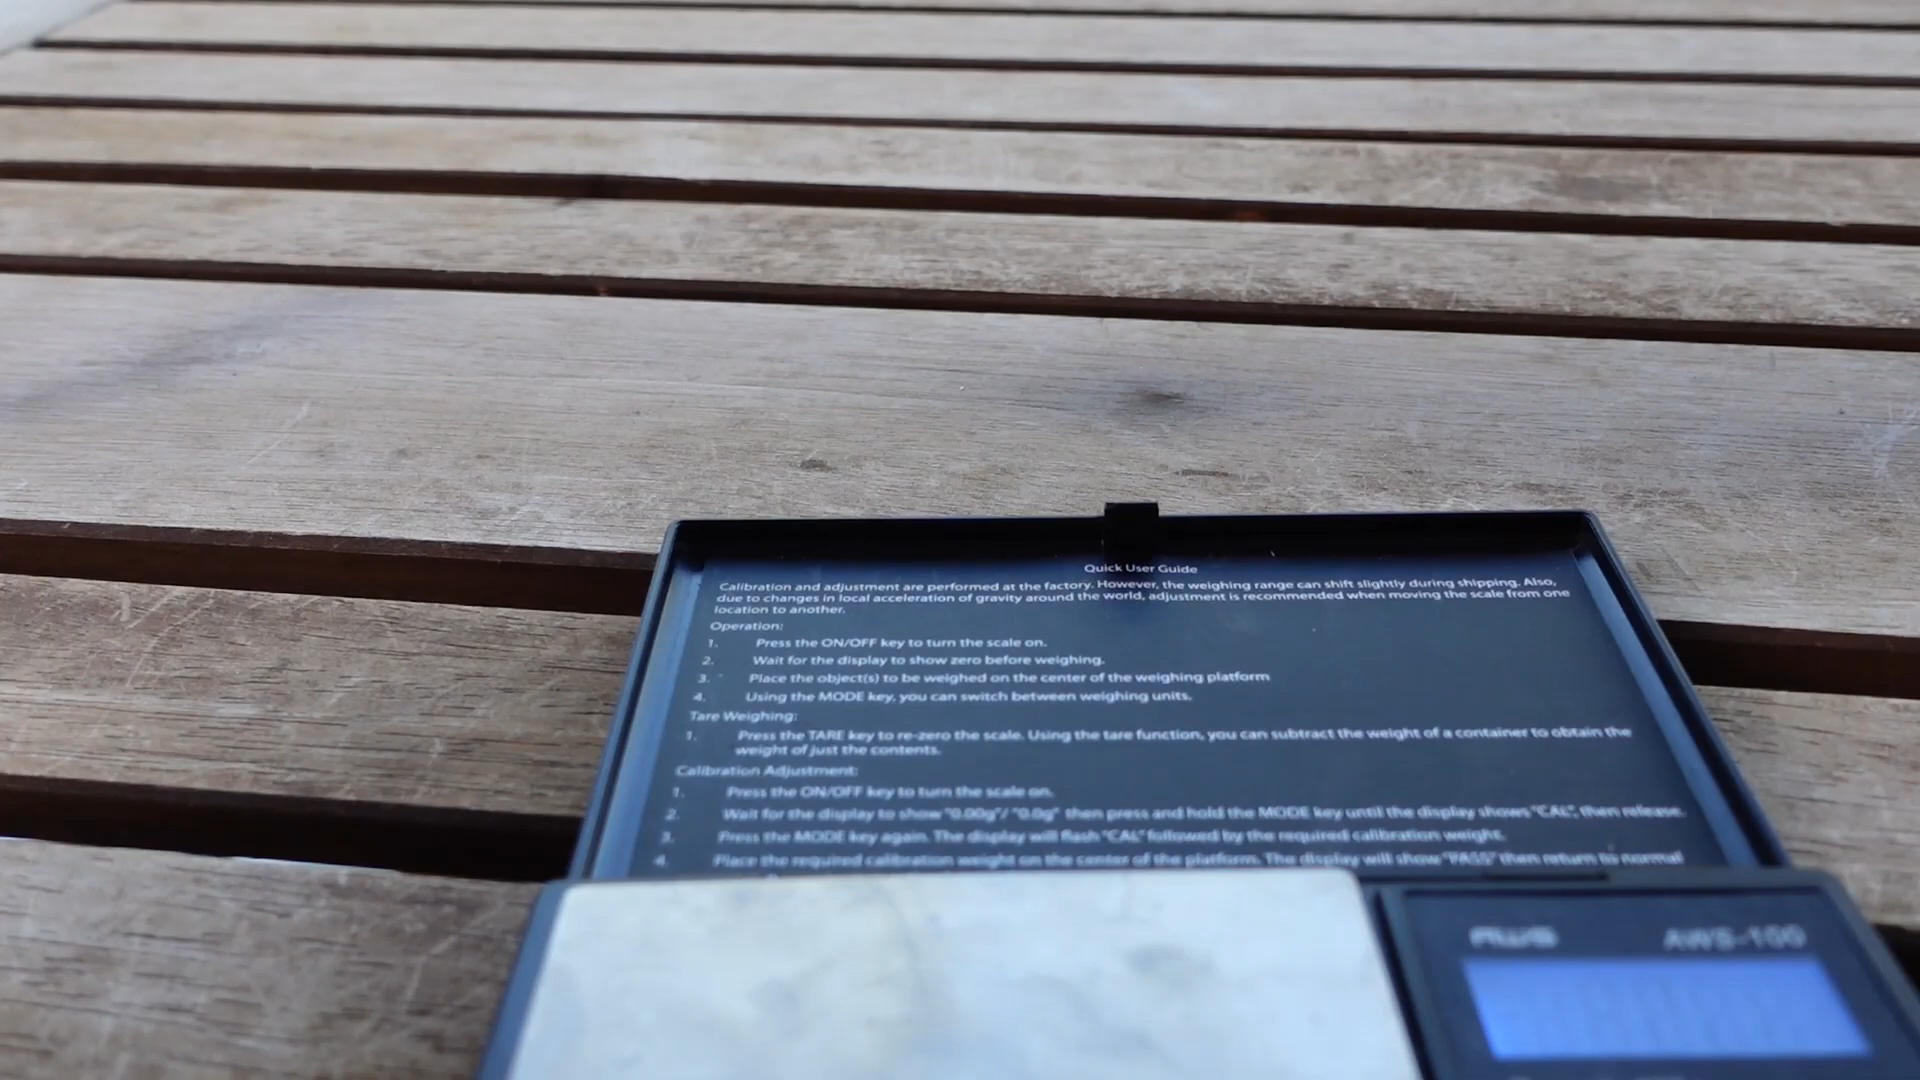 Quick User Guide
Calibration and adjustment are performed at the factory. However, the weighing range can shift slightly during shipping. Also,
due to changes in local acceleration of gravity around the world, adjustment is recommended when moving the scale from one
location to another.
Operation:
1. Press the ON/OFF key to turn the scale on.
2. Wait for the display to show zero before weighing.
3. Place the object(s) to be weighed on the center of the weighing platform
4. Using the MODE key, you can switch between weighing units.
Tare Weighing:
1. Press the TARE key to re-zero the scale. Using the tare function, you can subtract the weight of a container to obtain the
weight of just the contents.
Calibration Adjustment:
1. Press the ON/OFF key to turn the scale on.
2. Wait for the display to show "0.00g"/ "0.0g" then press and hold the MODE key until the display shows "CAL", then release.
3. Press the MODE key again. The display will flash "CAL" followed by the required calibration weight.
4. Place the required calibration weight on the center of the platform. The display will show "PASS" then return to normal
AWS AWS-100